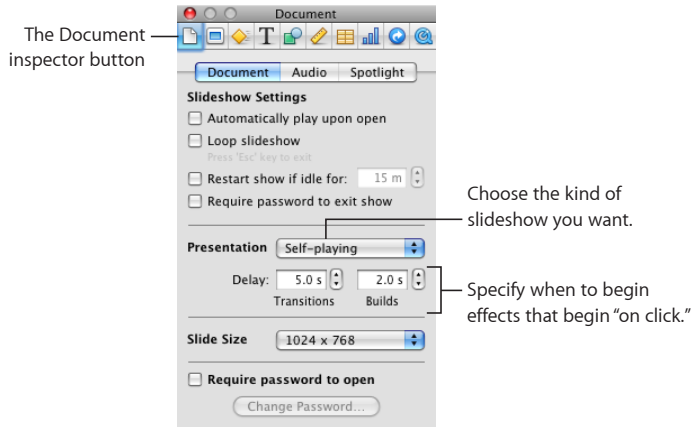 Document
The Document
inspector button
T
Document Audio Spotlight
Slideshow Settings
Automatically play upon open
Loop slideshow
Press 'Esc' key to exit
Restart show if idle for: 15 m
Require password to exit show
Choose the kind of
slideshow you want.
Presentation Self-playing
Delay: 5.0 s 2.0 s
Transitions Builds
Specify when to begin
effects that begin “on click.”
Slide Size 1024 x 768
Require password to open
Change Password...